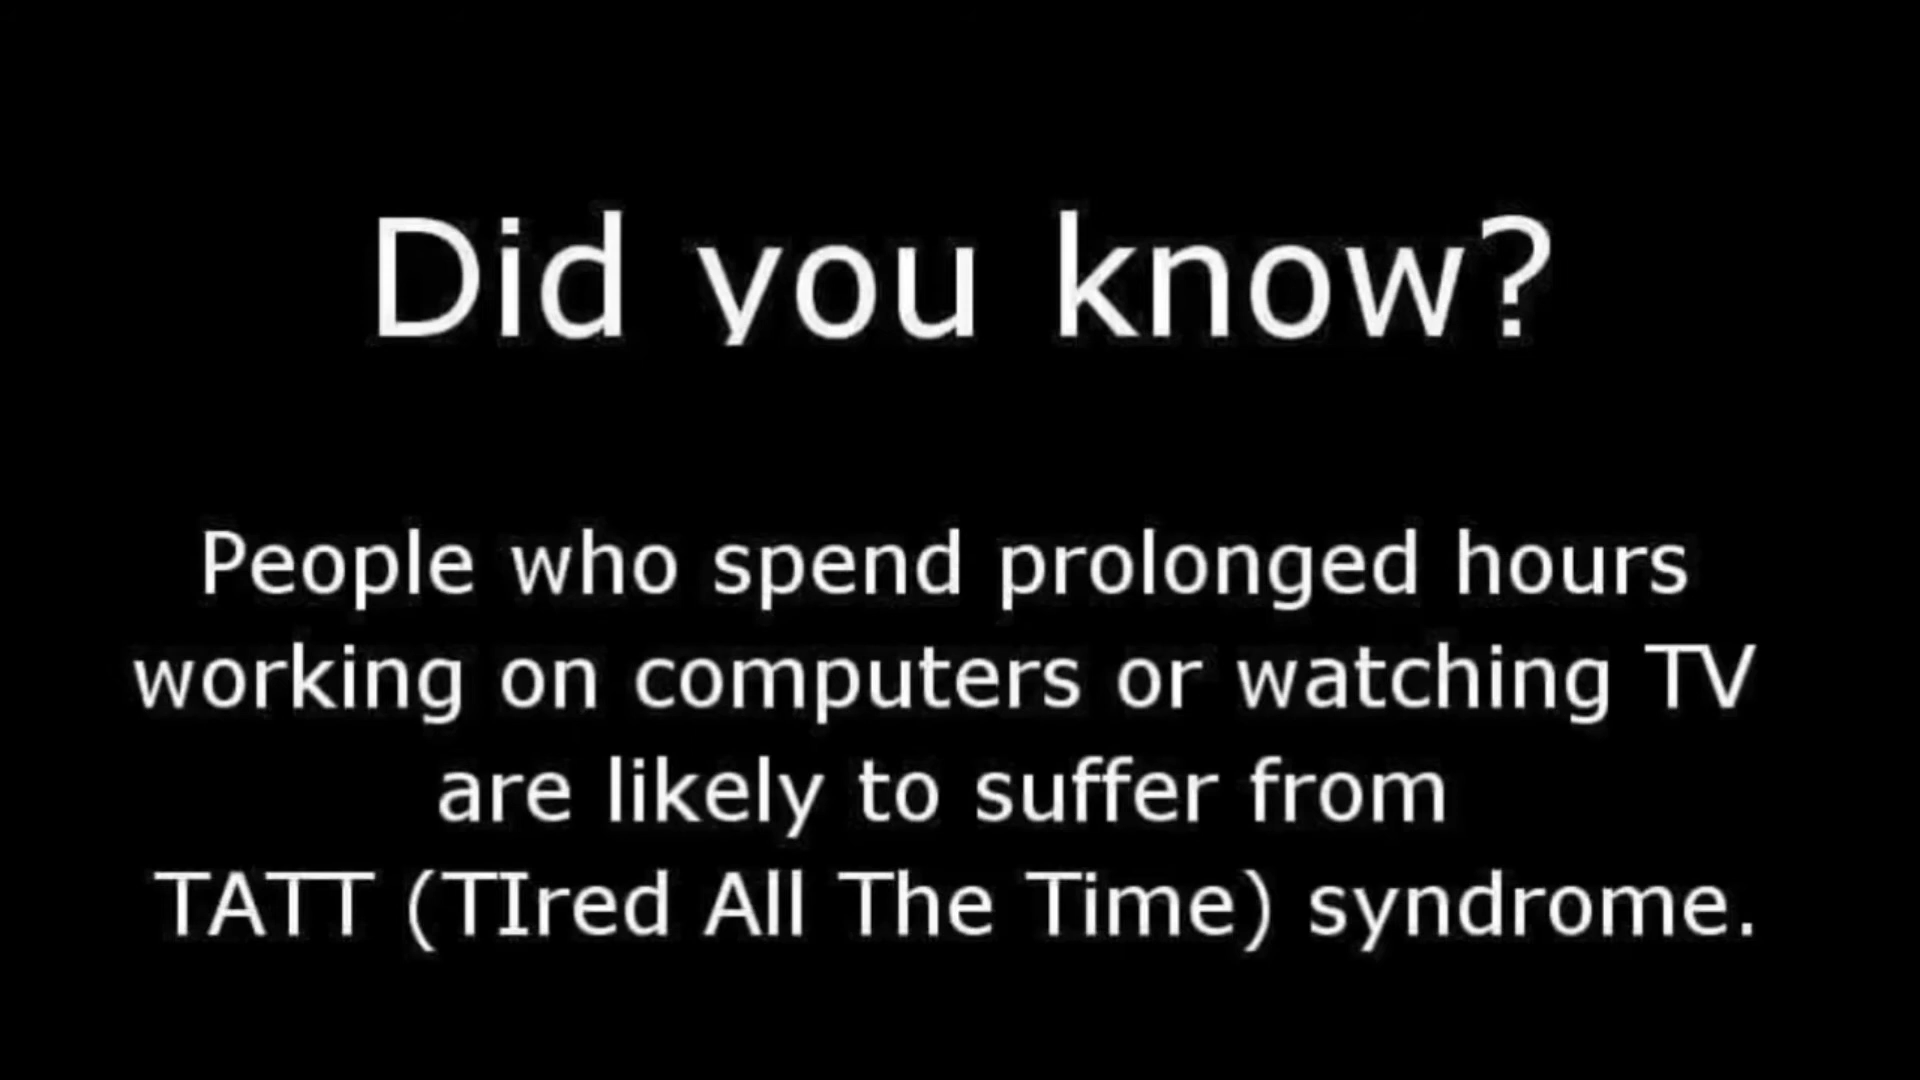 Did you know?
People who spend prolonged hours
working on computers or watching TV
are likely to suffer from
TATT (TIred All The Time) syndrome.